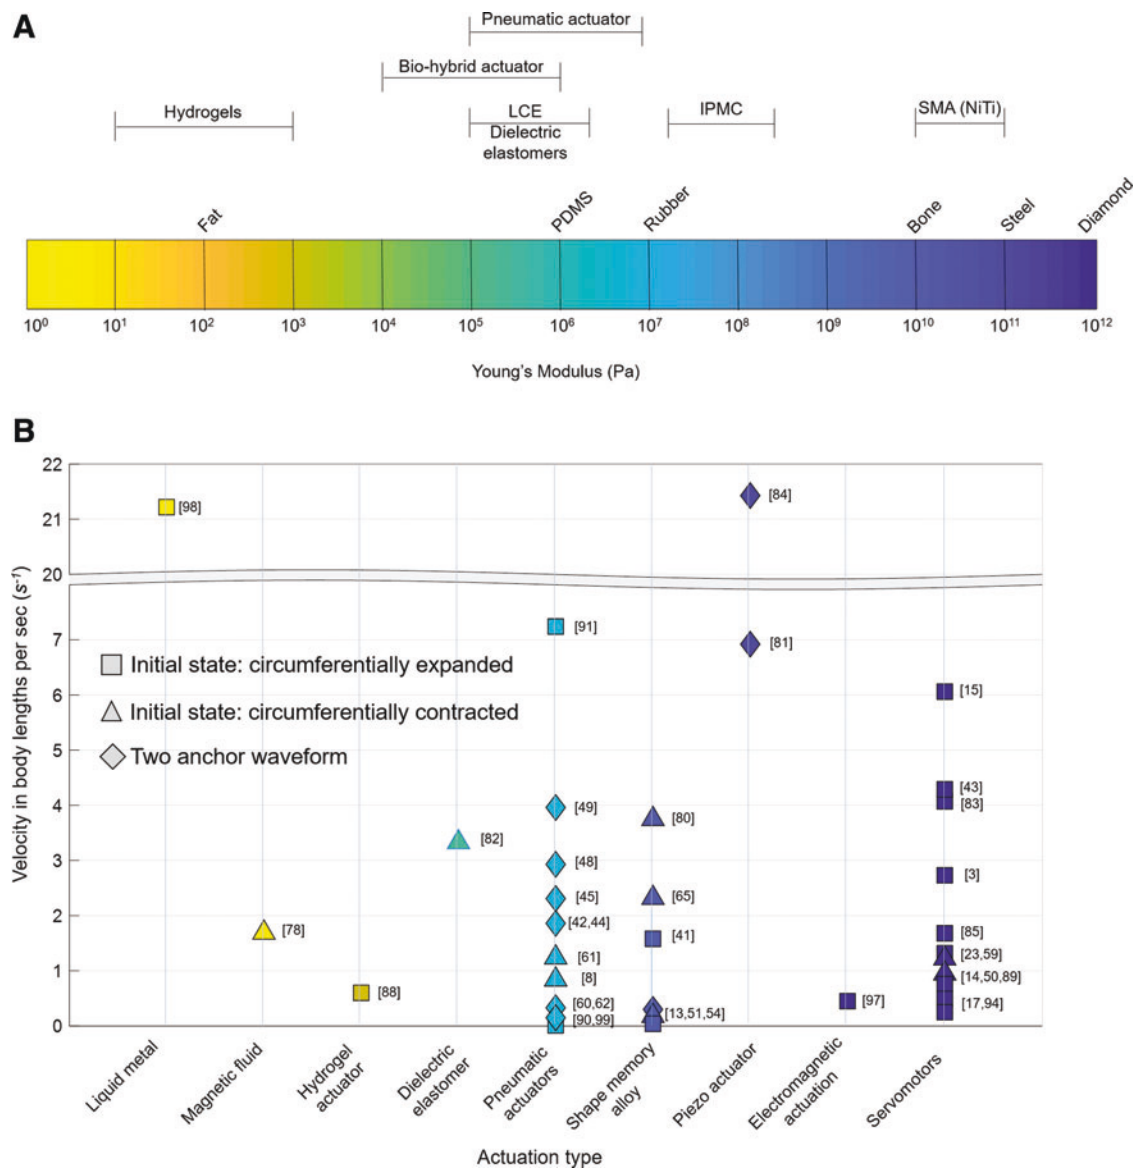 A
Pneumatic actuator
Bio-hybrid actuator
Hydrogels
LCE
Dielectric
elastomers
IPMC
SMA (NiTi)
Fat
PDMS
Rubber
Bone
Steel
Diamond
10⁰ 10¹ 10² 10³ 10⁴ 10⁵ 10⁶ 10⁷ 10⁸ 10⁹ 10¹⁰ 10¹¹ 10¹²
Young's Modulus (Pa)
B
Velocity in body lengths per sec (s⁻¹)
22
21
20
7
6
5
4
3
2
1
0
[98]
[84]
[91]
[81]
Initial state: circumferentially expanded
Initial state: circumferentially contracted
Two anchor waveform
[15]
[43]
[83]
[49]
[80]
[82]
[48]
[3]
[45]
[65]
[42,44]
[78]
[41]
[85]
[61]
[23,59]
[8]
[14,50,89]
[88]
[60,62]
[97]
[17,94]
[90,99]
[13,51,54]
Liquid metal
Magnetic fluid
Hydrogel
actuator
Dielectric
elastomer
Pneumatic
actuators
Shape memory
alloy
Piezo actuator
Electromagnetic
actuation
Servomotors
Actuation type